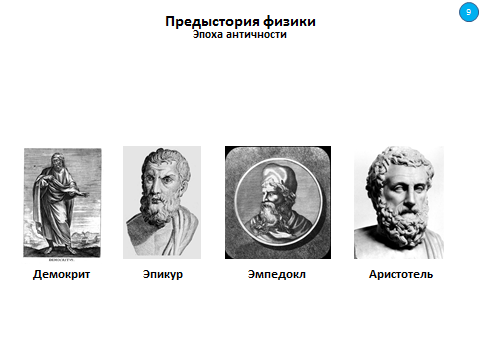 9
Предыстория физики
Эпоха античности
Демокрит
Эпикур
Эмпедокл
Аристотель